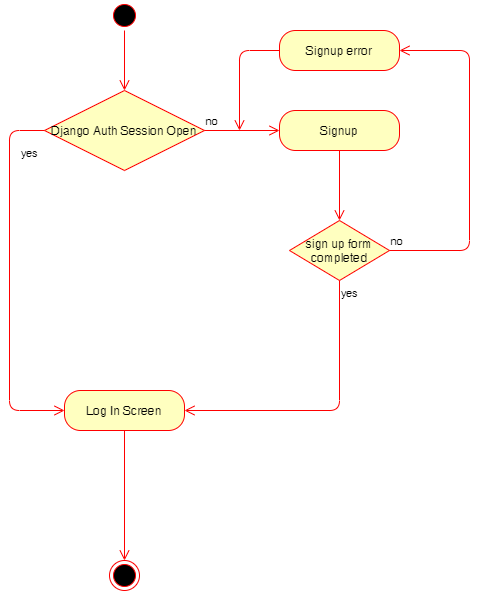 Signup error
no
Django Auth Session Open
Signup
yes
sign up form
completed
no
yes
Log In Screen